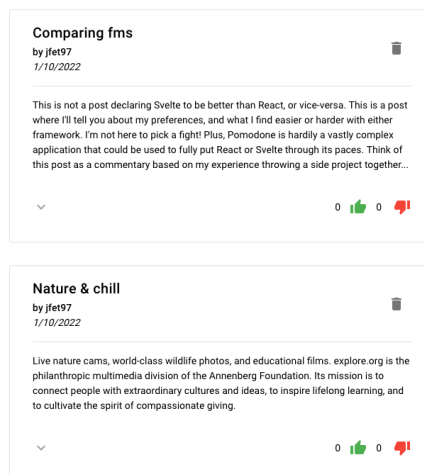 Comparing fms
by jfet97
1/10/2022
This is not a post declaring Svelte to be better than React, or vice-versa. This is a post
where I'll tell you about my preferences, and what I find easier or harder with either
framework. I'm not here to pick a fight! Plus, Pomodone is hardily a vastly complex
application that could be used to fully put React or Svelte through its paces. Think of
this post as a commentary based on my experience throwing a side project together...
0 0
Nature & chill
by jfet97
1/10/2022
Live nature cams, world-class wildlife photos, and educational films. explore.org is the
philanthropic multimedia division of the Annenberg Foundation. Its mission is to
connect people with extraordinary cultures and ideas, to inspire lifelong learning, and
to cultivate the spirit of compassionate giving.
0 0